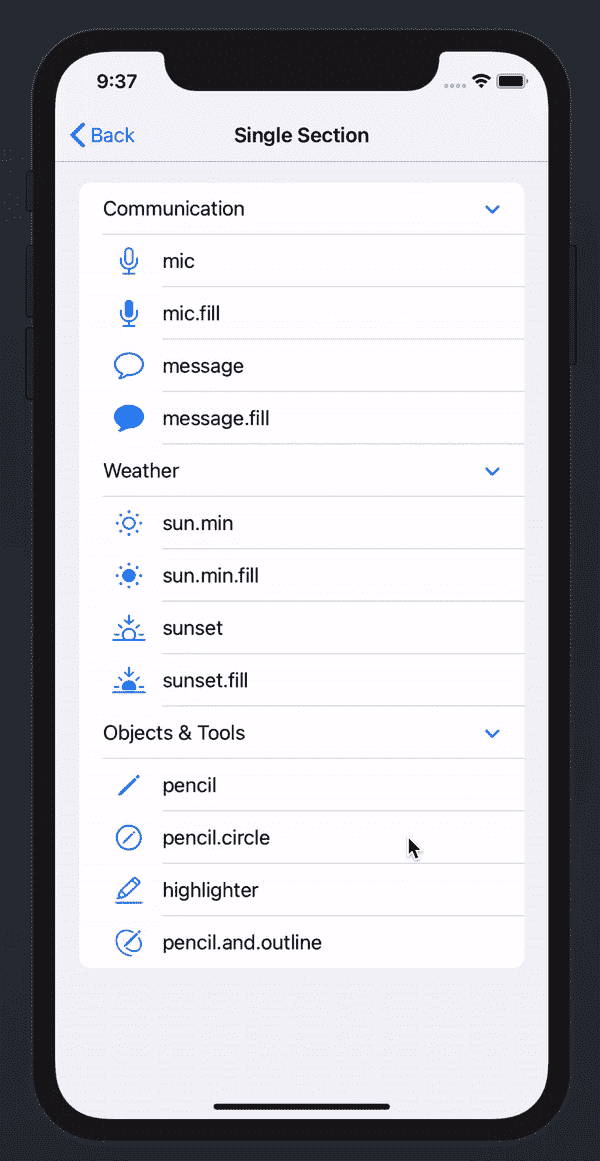 9:37
Back
Single Section
Communication
mic
mic.fill
message
message.fill
Weather
sun.min
sun.min.fill
sunset
sunset.fill
Objects & Tools
pencil
pencil.circle
highlighter
pencil.and.outline